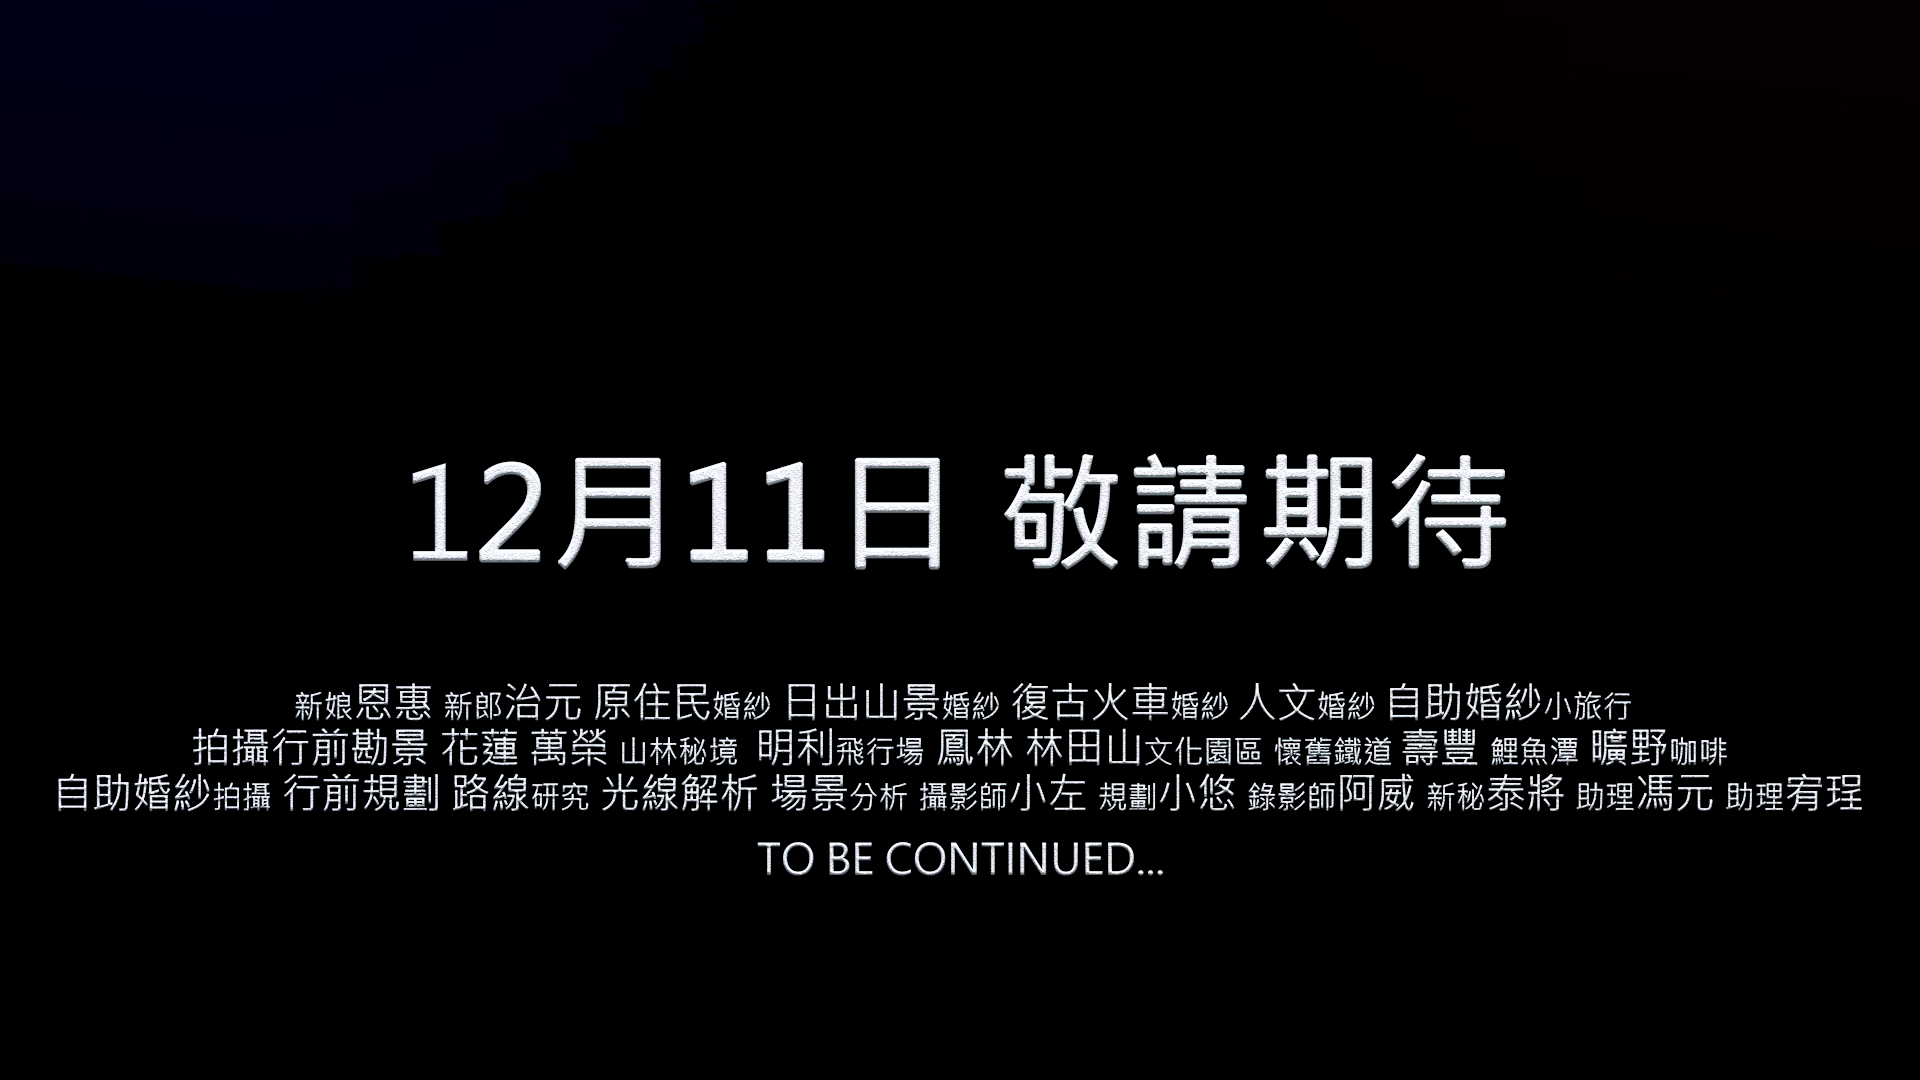 12月11日 敬請期待
新娘恩惠 新郎治元 原住民婚紗 日出山景婚紗 復古火車婚紗 人文婚紗 自助婚紗小旅行
拍攝行前勘景 花蓮 萬榮 山林秘境 明利飛行場 鳳林 林田山文化園區 懷舊鐵道 壽豐 鯉魚潭 曠野咖啡
自助婚紗拍攝 行前規劃 路線研究 光線解析 場景分析 攝影師小左 規劃小悠 錄影師阿威 新秘泰將 助理馮元 助理宥珵
TO BE CONTINUED...